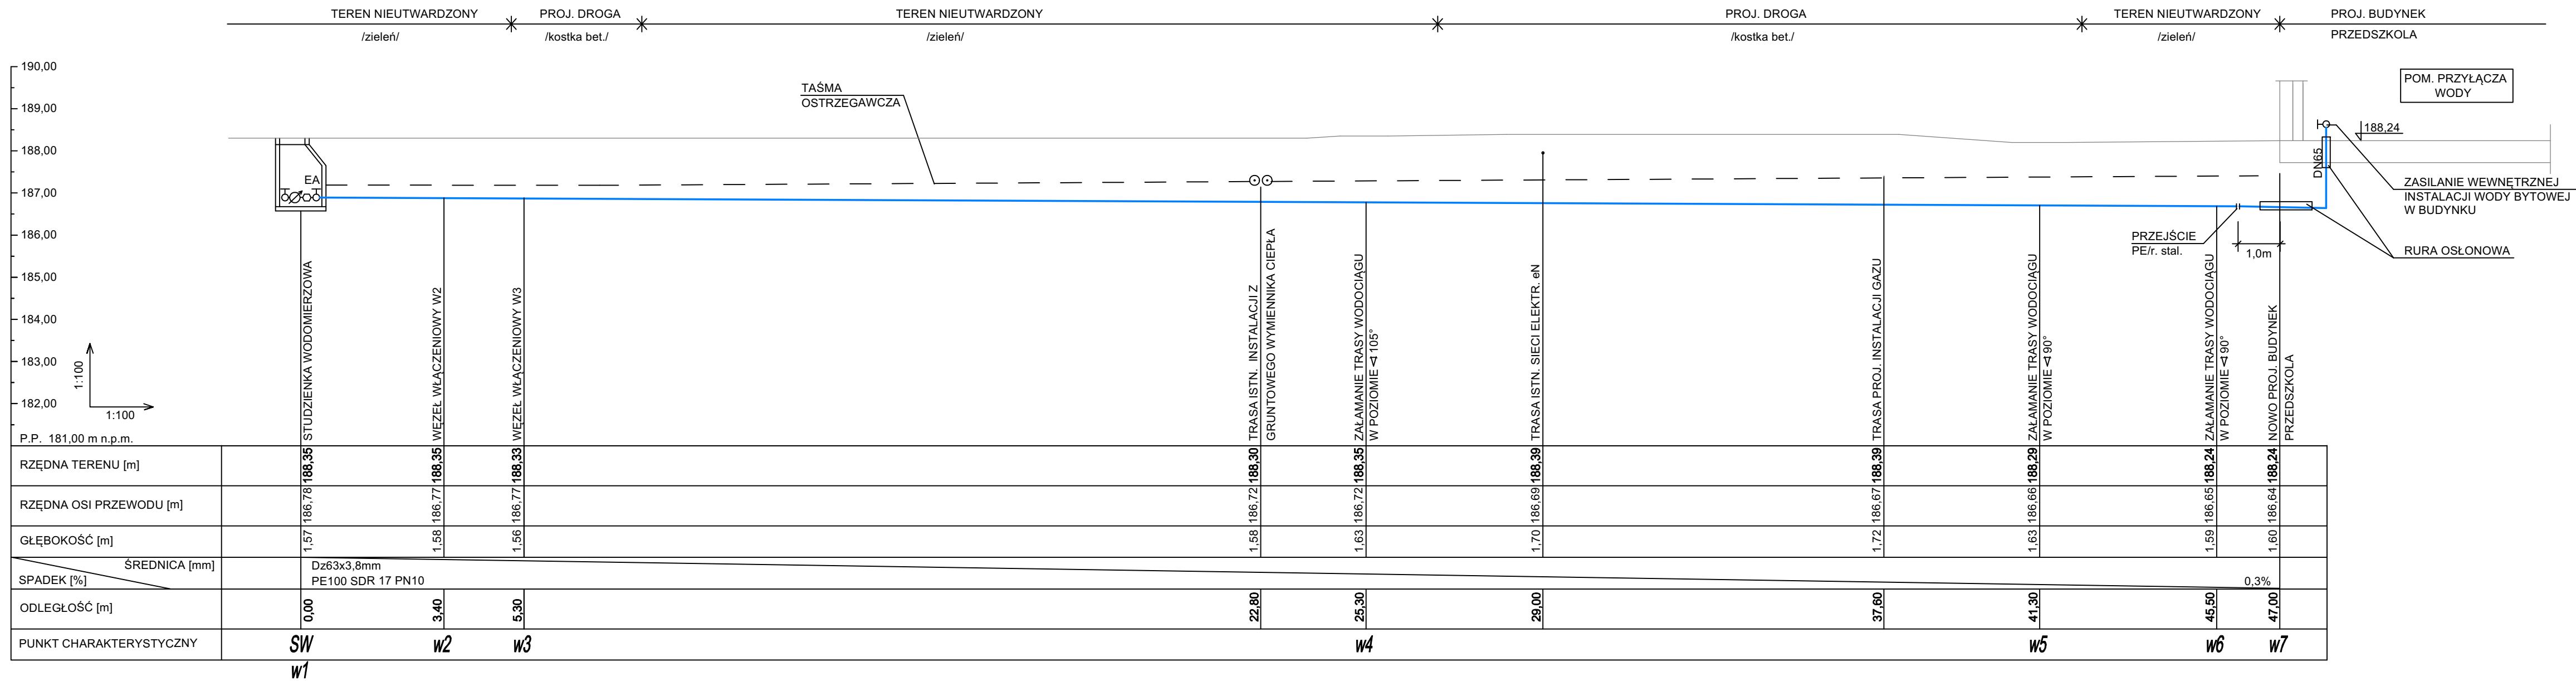 TEREN NIEUTWARDZONY
/zieleń/
PROJ. DROGA
/kostka bet./
TEREN NIEUTWARDZONY
/zieleń/
PROJ. DROGA
/kostka bet./
TEREN NIEUTWARDZONY
/zieleń/
PROJ. BUDYNEK
PRZEDSZKOLA
190,00
189,00
188,00
187,00
186,00
185,00
184,00
183,00
182,00
P.P. 181,00 m n.p.m.
1:100
1:100
TAŚMA
OSTRZEGAWCZA
EA
POM. PRZYŁĄCZA
WODY
188,24
DN65
ZASILANIE WEWNĘTRZNEJ
INSTALACJI WODY BYTOWEJ
W BUDYNKU
RURA OSŁONOWA
PRZEJŚCIE
PE/r. stal.
1,0m
STUDZIENKA WODOMIERZOWA
WĘZEŁ WŁĄCZENIOWY W2
WĘZEŁ WŁĄCZENIOWY W3
TRASA ISTN. INSTALACJI Z
GRUNTOWEGO WYMIENNIKA CIEPŁA
ZAŁAMANIE TRASY WODOCIĄGU
W POZIOMIE ∢ 105°
TRASA ISTN. SIECI ELEKTR. eN
TRASA PROJ. INSTALACJI GAZU
ZAŁAMANIE TRASY WODOCIĄGU
W POZIOMIE ∢ 90°
ZAŁAMANIE TRASY WODOCIĄGU
W POZIOMIE ∢ 90°
NOWO PROJ. BUDYNEK
PRZEDSZKOLA
RZĘDNA TERENU [m] 188,35 188,35 188,33 188,30 188,35 188,39 188,39 188,29 188,24 188,24
RZĘDNA OSI PRZEWODU [m] 186,78 186,77 186,77 186,72 186,72 186,69 186,67 186,66 186,65 186,64
GŁĘBOKOŚĆ [m] 1,57 1,58 1,56 1,58 1,63 1,70 1,72 1,63 1,59 1,60
ŚREDNICA [mm]
SPADEK [%]
Dz63x3,8mm
PE100 SDR 17 PN10
0,3%
ODLEGŁOŚĆ [m] 0,00 3,40 5,30 22,80 25,30 29,00 37,60 41,30 45,50 47,00
PUNKT CHARAKTERYSTYCZNY SW w2 w3 w4 w5 w6 w7
w1